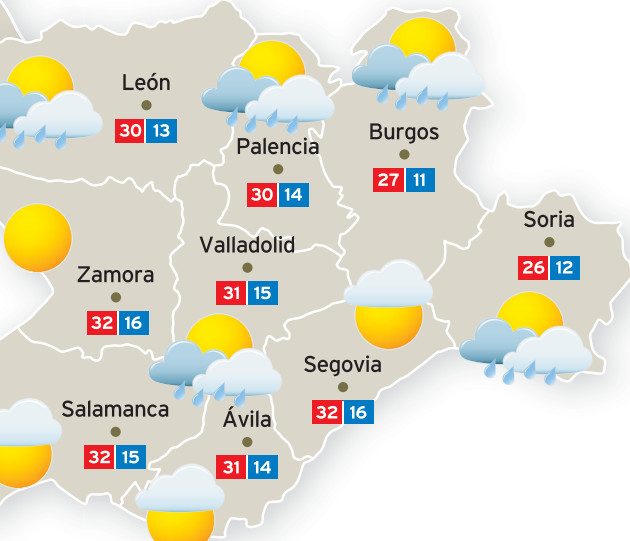 León
30 13
Palencia
30 14
Burgos
27 11
Soria
26 12
Valladolid
31 15
Zamora
32 16
Segovia
32 16
Salamanca
32 15
Ávila
31 14